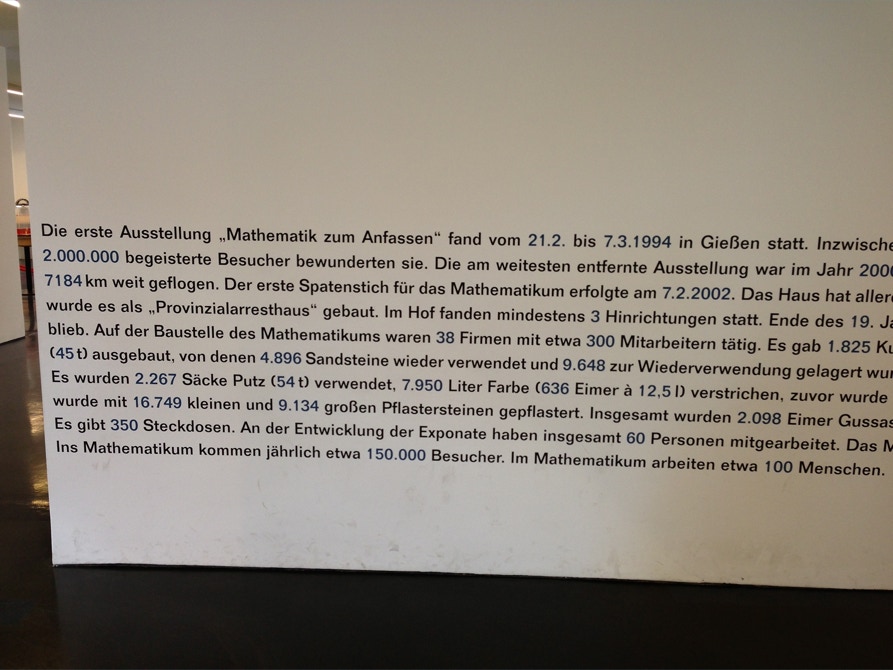 Die erste Ausstellung „Mathematik zum Anfassen“ fand vom 21.2. bis 7.3.1994 in Gießen statt. Inzwische
2.000.000 begeisterte Besucher bewunderten sie. Die am weitesten entfernte Ausstellung war im Jahr 200
7184 km weit geflogen. Der erste Spatenstich für das Mathematikum erfolgte am 7.2.2002. Das Haus hat aller
wurde es als „Provinzialarresthaus“ gebaut. Im Hof fanden mindestens 3 Hinrichtungen statt. Ende des 19. Ja
blieb. Auf der Baustelle des Mathematikums waren 38 Firmen mit etwa 300 Mitarbeitern tätig. Es gab 1.825 Ku
(45 t) ausgebaut, von denen 4.896 Sandsteine wieder verwendet und 9.648 zur Wiederverwendung gelagert wur
Es wurden 2.267 Säcke Putz (54 t) verwendet, 7.950 Liter Farbe (636 Eimer à 12,5 l) verstrichen, zuvor wurde
wurde mit 16.749 kleinen und 9.134 großen Pflastersteinen gepflastert. Insgesamt wurden 2.098 Eimer Gussas
Es gibt 350 Steckdosen. An der Entwicklung der Exponate haben insgesamt 60 Personen mitgearbeitet. Das M
Ins Mathematikum kommen jährlich etwa 150.000 Besucher. Im Mathematikum arbeiten etwa 100 Menschen.